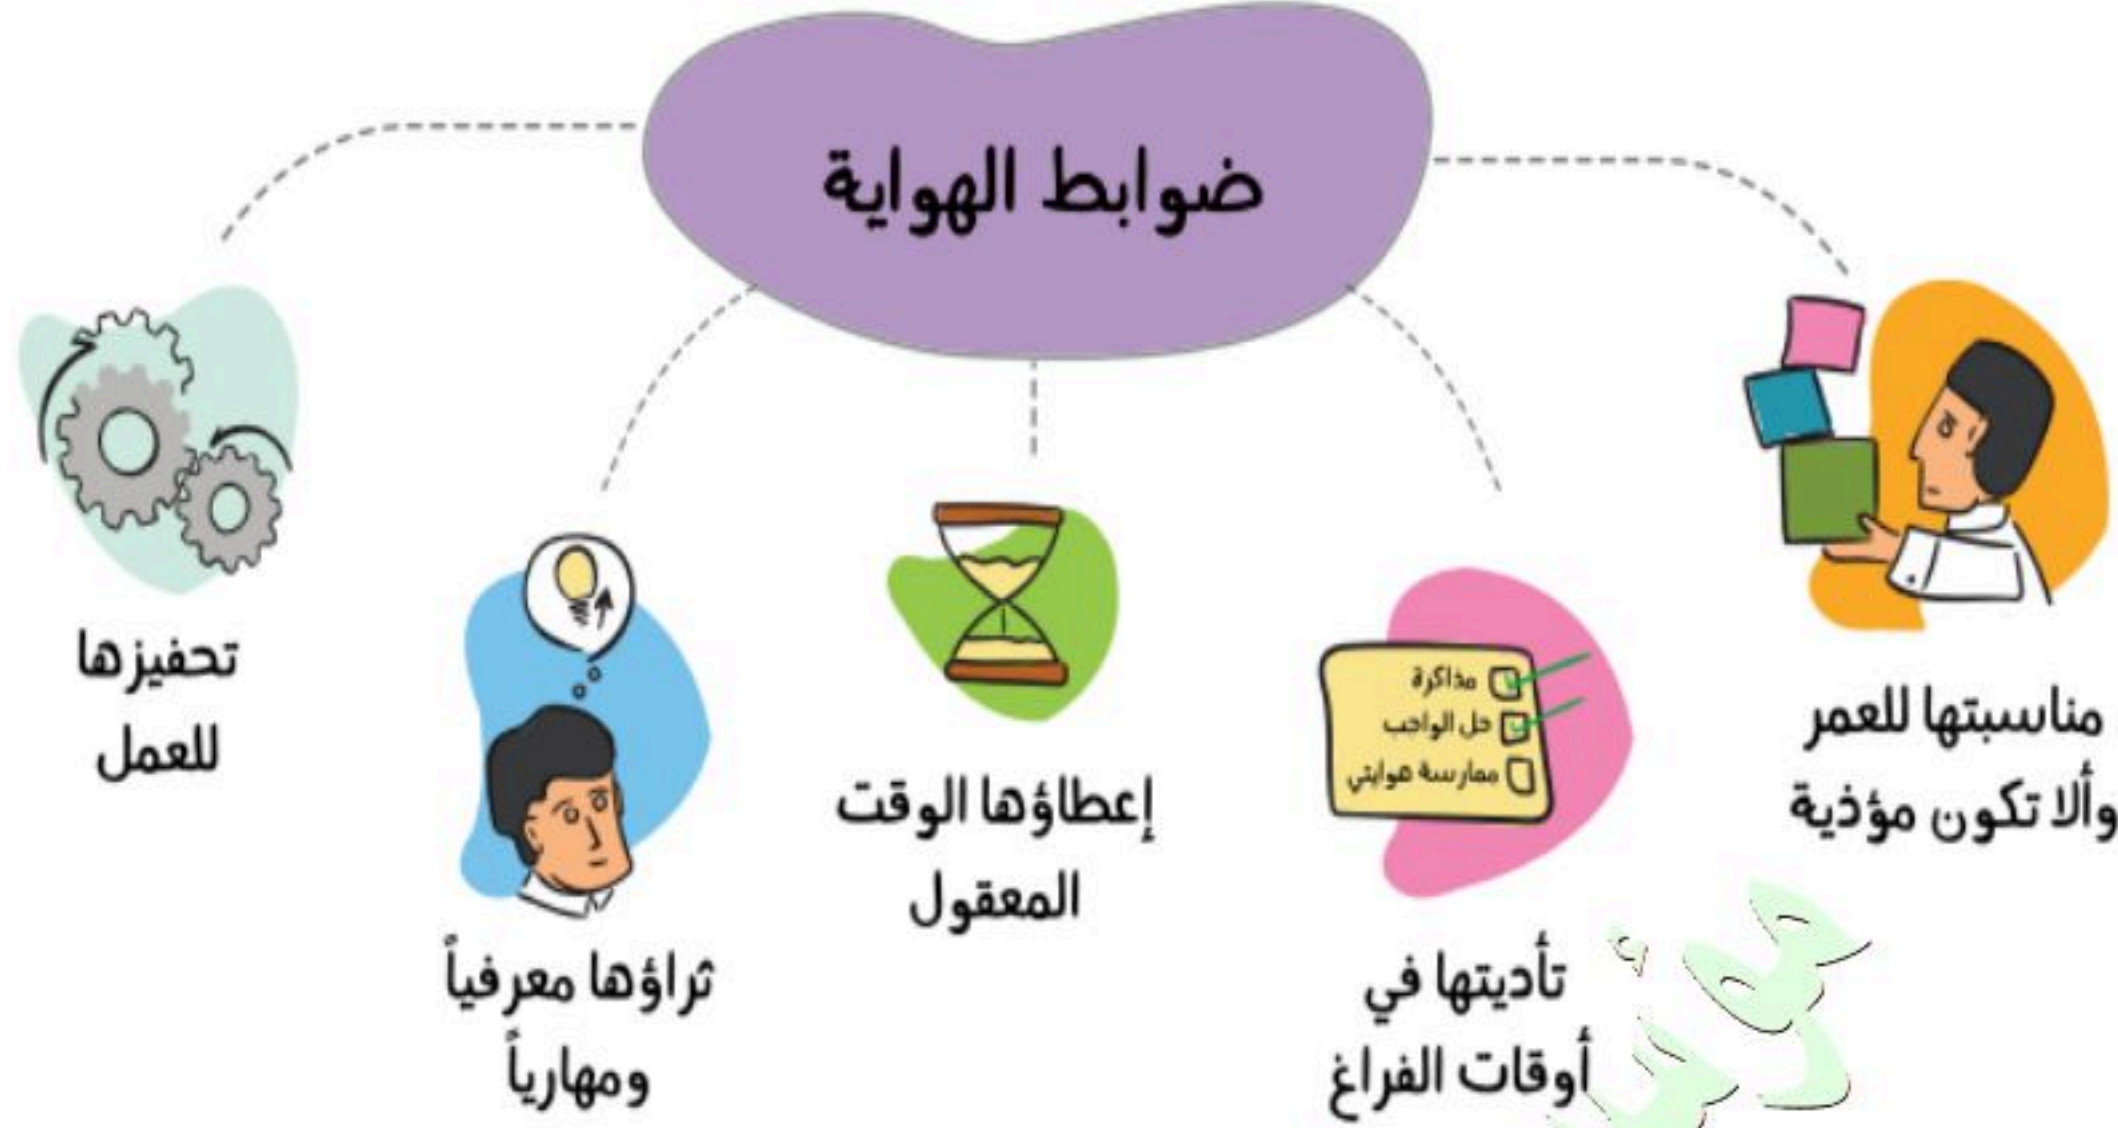 ضوابط الهواية
مناسبتها للعمر
وألا تكون مؤذية
مذاكرة
حل الواجب
ممارسة هوايتي
تأديتها في
أوقات الفراغ
إعطاؤها الوقت
المعقول
ثراؤها معرفياً
ومهارياً
تحفيزها
للعمل